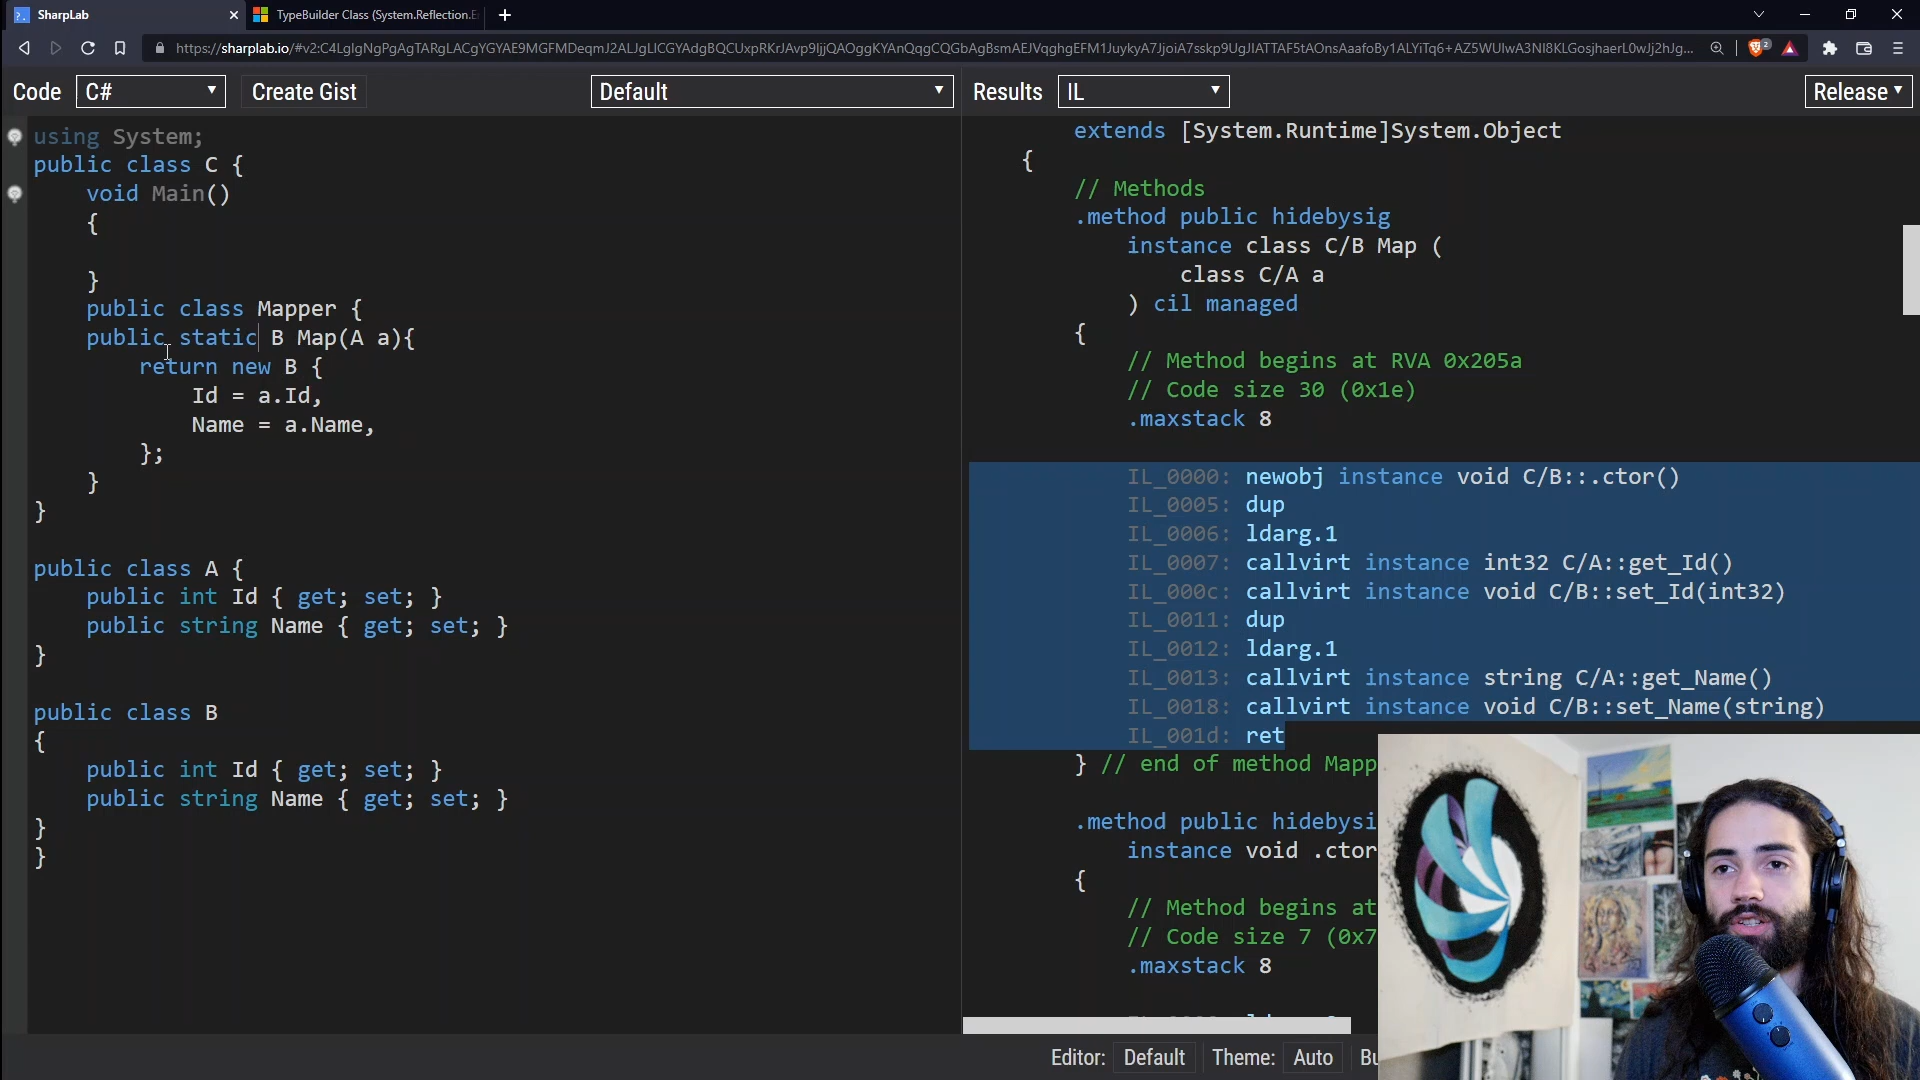 SharpLab
TypeBuilder Class (System.Reflection.E
https://sharplab.io/#v2:
Code C# Create Gist Default
Results IL Release
using System;
public class C {
void Main()
{
}
public class Mapper {
public static B Map(A a){
return new B {
Id = a.Id,
Name = a.Name,
};
}
}
public class A {
public int Id { get; set; }
public string Name { get; set; }
}
public class B
{
public int Id { get; set; }
public string Name { get; set; }
}
}
extends [System.Runtime]System.Object
{
// Methods
.method public hidebysig
instance class C/B Map (
class C/A a
) cil managed
{
// Method begins at RVA 0x205a
// Code size 30 (0x1e)
.maxstack 8
IL_0000: newobj instance void C/B::.ctor()
IL_0005: dup
IL_0006: ldarg.1
IL_0007: callvirt instance int32 C/A::get_Id()
IL_000c: callvirt instance void C/B::set_Id(int32)
IL_0011: dup
IL_0012: ldarg.1
IL_0013: callvirt instance string C/A::get_Name()
IL_0018: callvirt instance void C/B::set_Name(string)
IL_001d: ret
} // end of method Mapp
.method public hidebysi
instance void .ctor
{
// Method begins at
// Code size 7 (0x7
.maxstack 8
Editor: Default Theme: Auto Bu